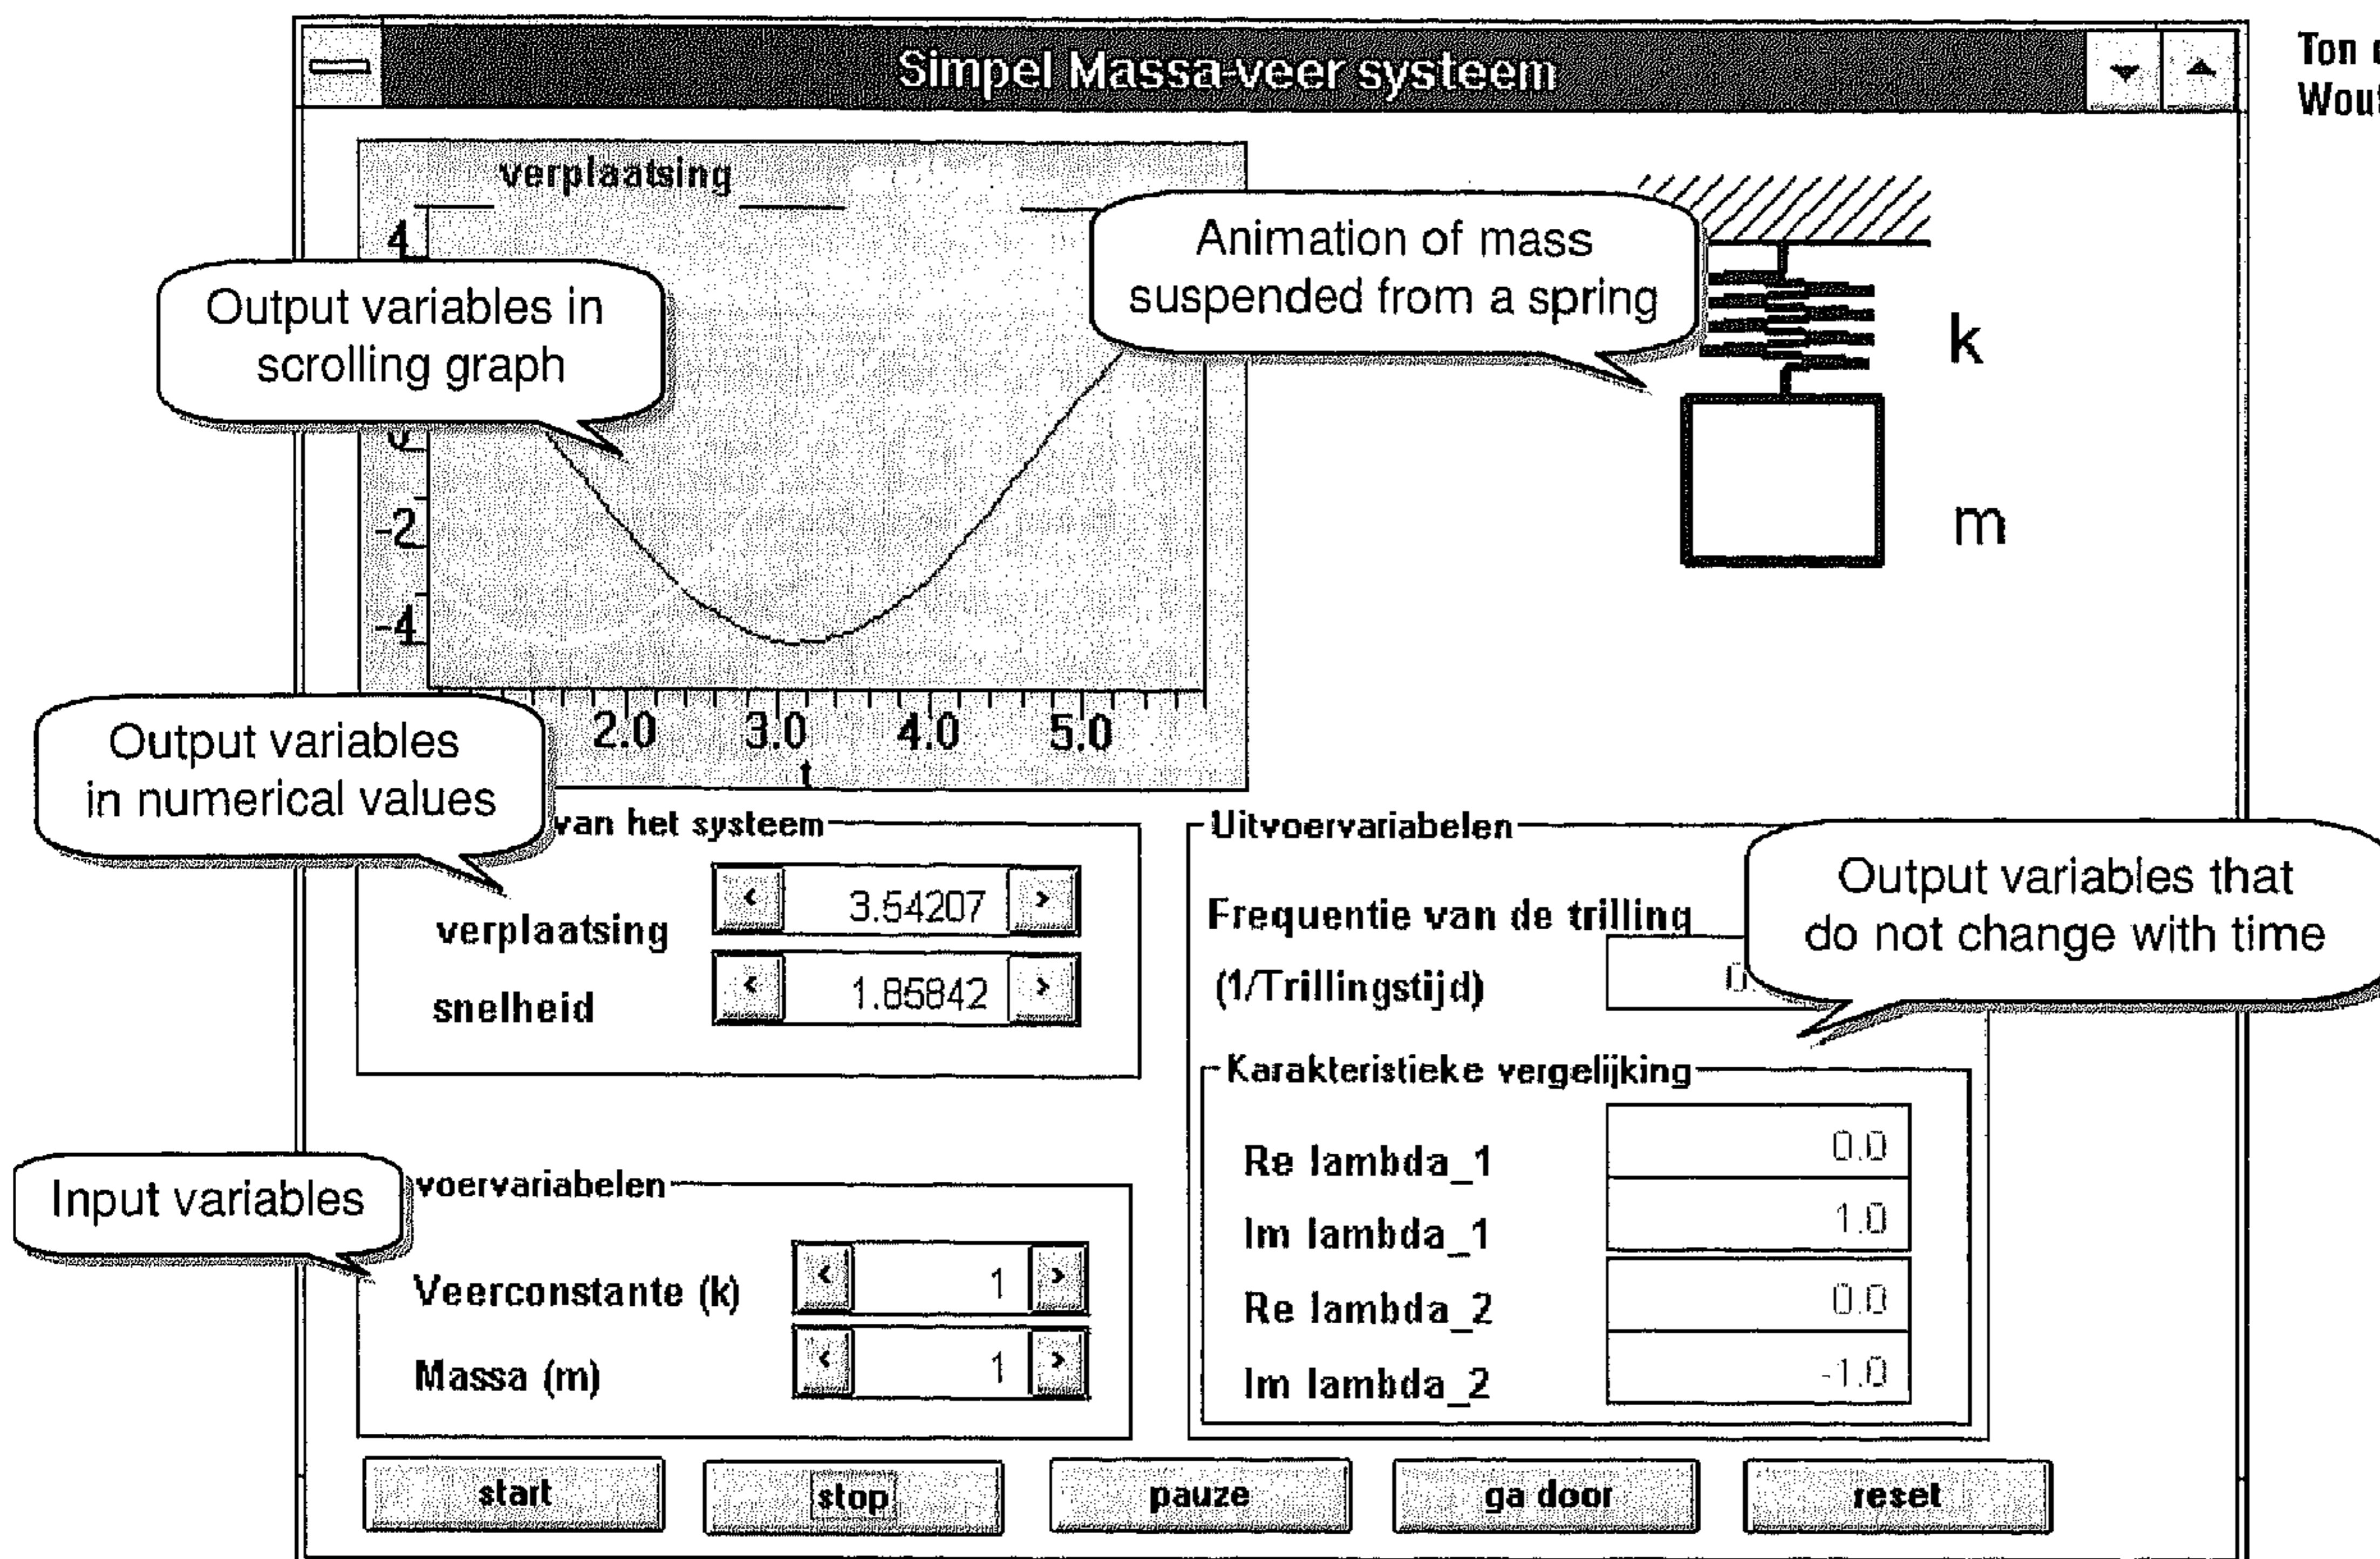 Simpel Massa-veer systeem
Ton
verplaatsing
4
Output variables in
scrolling graph
Animation of mass
suspended from a spring
k
0
-2
m
-4
2.0 3.0 4.0 5.0
t
Output variables
in numerical values
van het systeem
verplaatsing 3.54207
snelheid 1.85842
Uitvoervariabelen
Frequentie van de trilling
(1/Trillingstijd)
Output variables that
do not change with time
Karakteristieke vergelijking
Re lambda_1 0.0
Im lambda_1 1.0
Re lambda_2 0.0
Im lambda_2 -1.0
Input variables
voervariabelen
Veerconstante (k) 1
Massa (m) 1
start stop pauze ga door reset